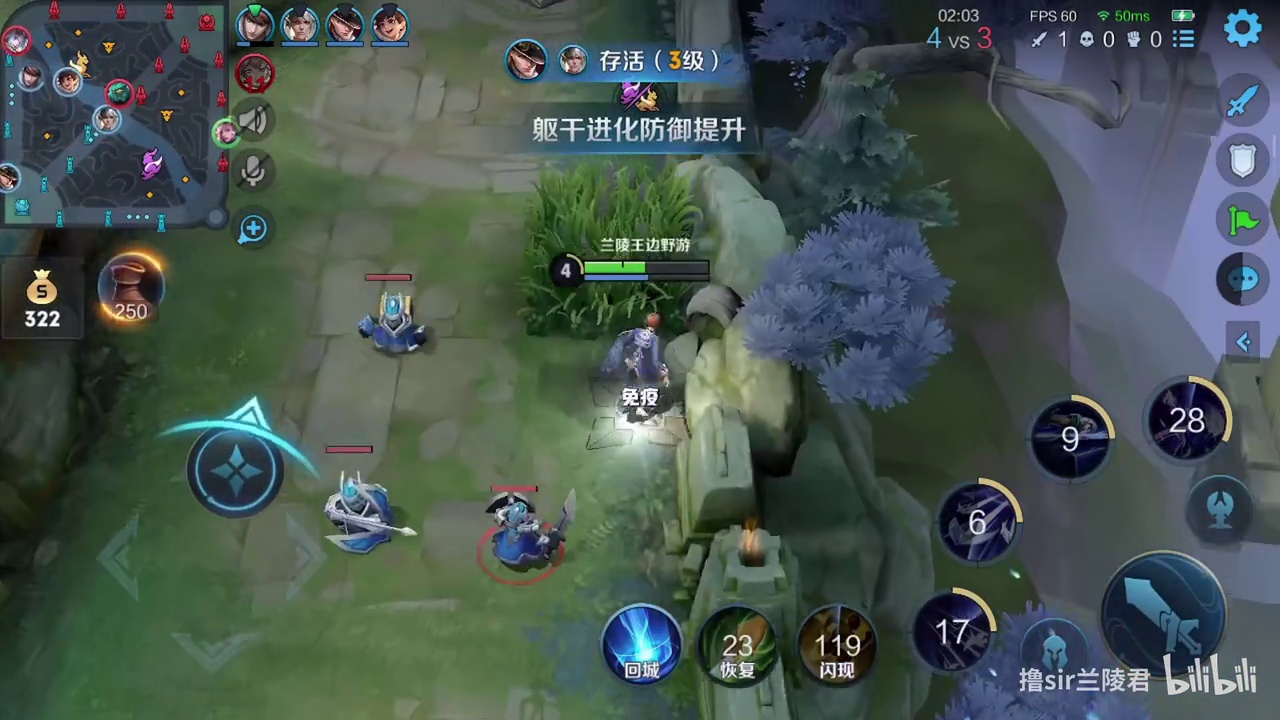 02:03
FPS 60
50ms
4 VS 3
1
0
0
存活（3级）
躯干进化防御提升
兰陵王边野游
4
250
322
免疫
9
28
6
17
回城
23
恢复
119
闪现
撸sir兰陵君
bilibili